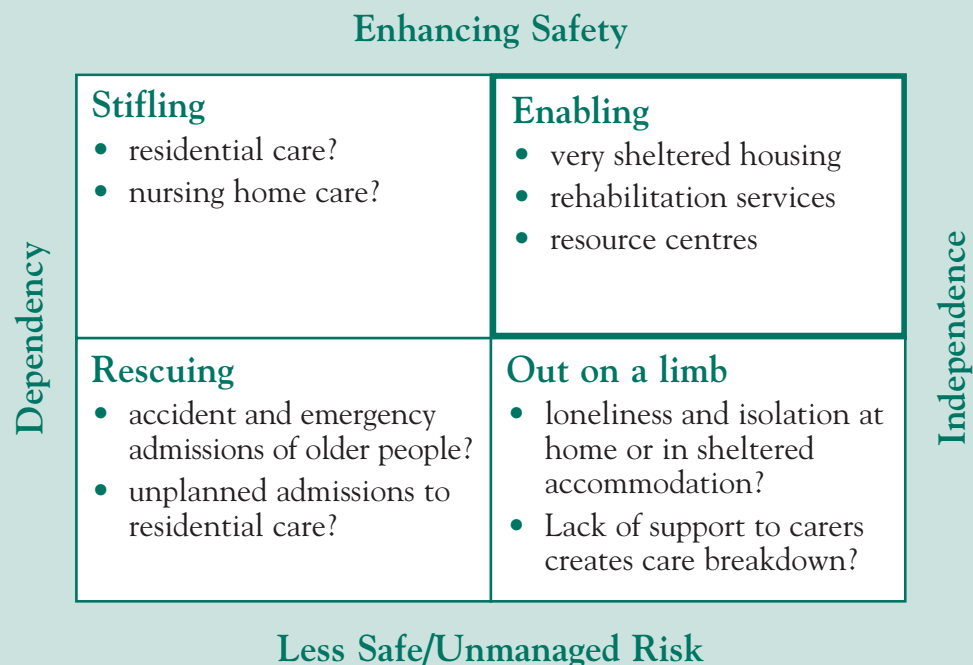 Enhancing Safety
Dependency
Stifling
• residential care?
• nursing home care?
Enabling
• very sheltered housing
• rehabilitation services
• resource centres
Rescuing
• accident and emergency
admissions of older people?
• unplanned admissions to
residential care?
Out on a limb
• loneliness and isolation at
home or in sheltered
accommodation?
• Lack of support to carers
creates care breakdown?
Independence
Less Safe/Unmanaged Risk